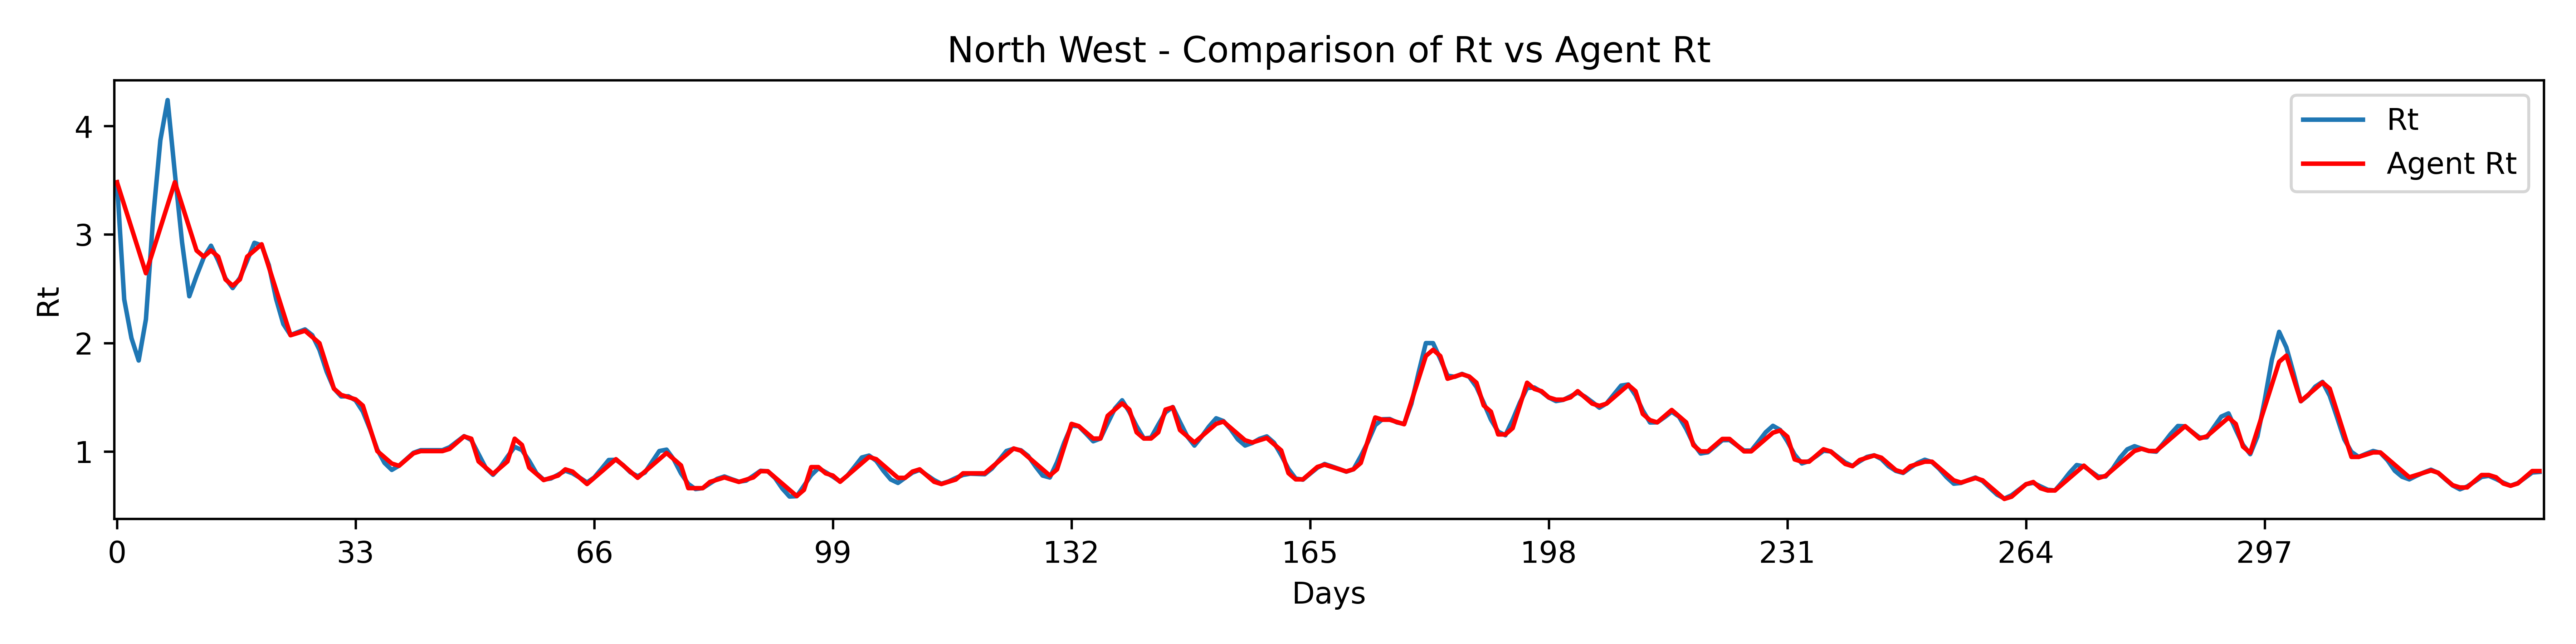 North West - Comparison of Rt vs Agent Rt
Rt
Agent Rt
4
3
2
1
Rt
0 33 66 99 132 165 198 231 264 297
Days